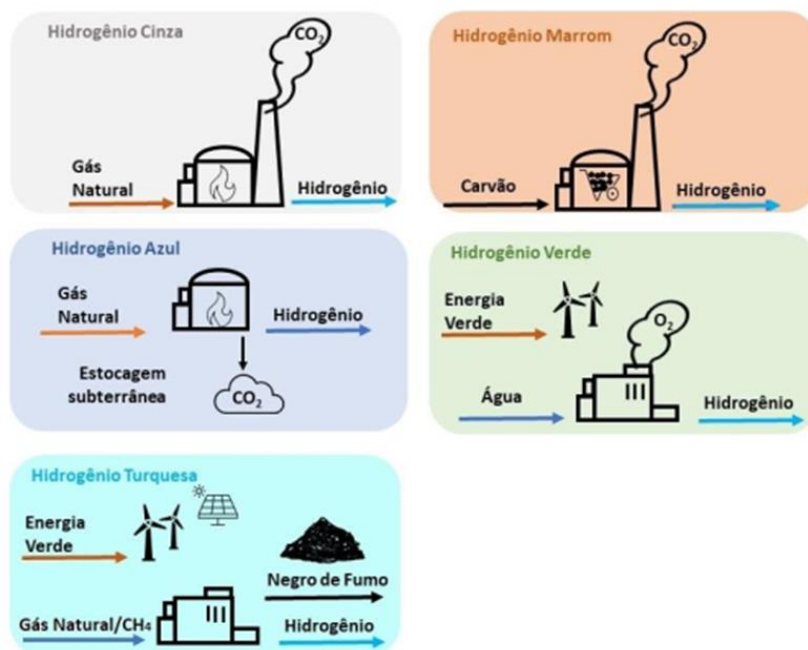 Hidrogênio Cinza
CO₂
Gás
Natural
Hidrogênio
Hidrogênio Marrom
CO₂
Carvão
Hidrogênio
Hidrogênio Azul
Gás
Natural
Hidrogênio
Estocagem
subterrânea
CO₂
Hidrogênio Verde
Energia
Verde
O₂
Água
Hidrogênio
Hidrogênio Turquesa
Energia
Verde
Negro de Fumo
Gás Natural/CH₄
Hidrogênio